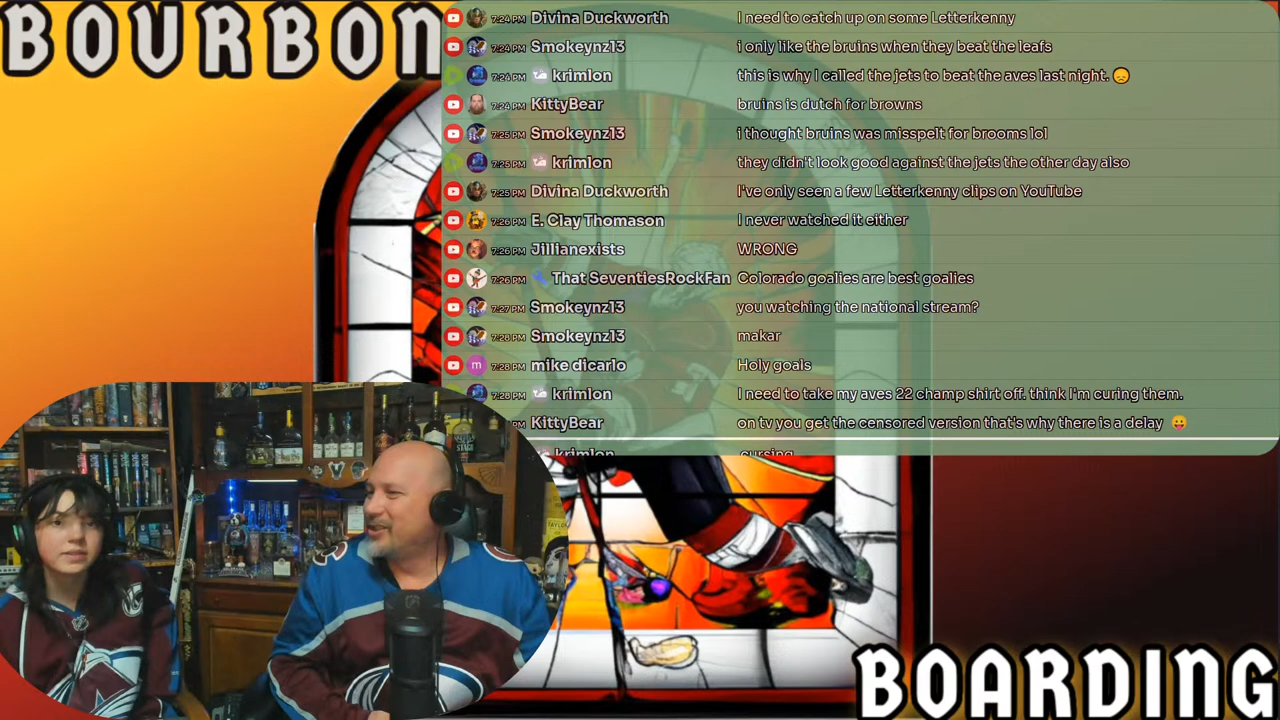 BOURBON
7:24 PM Divina Duckworth I need to catch up on some Letterkenny
7:24 PM Smokeynz13 i only like the bruins when they beat the leafs
7:24 PM krimlon this is why I called the jets to beat the aves last night. 😞
7:24 PM KittyBear bruins is dutch for browns
7:25 PM Smokeynz13 i thought bruins was misspelt for brooms lol
7:25 PM krimlon they didn't look good against the jets the other day also
7:25 PM Divina Duckworth I've only seen a few Letterkenny clips on YouTube
7:26 PM E. Clay Thomason I never watched it either
7:26 PM Jillianexists WRONG
7:26 PM That SeventiesRockFan Colorado goalies are best goalies
7:27 PM Smokeynz13 you watching the national stream?
7:28 PM Smokeynz13 makar
m 7:28 PM mike dicarlo Holy goals
7:28 PM krimlon I need to take my aves 22 champ shirt off. think I'm curing them.
PM KittyBear on tv you get the censored version that's why there is a delay 😛
krimlon cursing
BOARDING